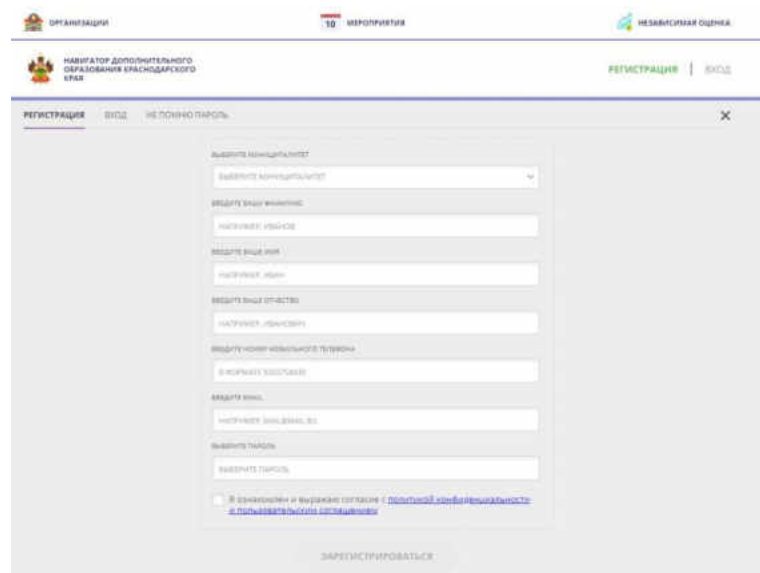 ОРГАНИЗАЦИИ
10 МЕРОПРИЯТИЯ
НЕЗАВИСИМАЯ ОЦЕНКА
НАВИГАТОР ДОПОЛНИТЕЛЬНОГО
ОБРАЗОВАНИЯ КРАСНОДАРСКОГО
КРАЯ
РЕГИСТРАЦИЯ | ВХОД
РЕГИСТРАЦИЯ ВХОД НЕ ПОМНЮ ПАРОЛЬ
ВЫБЕРИТЕ МУНИЦИПАЛИТЕТ
ВЫБЕРИТЕ МУНИЦИПАЛИТЕТ
ВВЕДИТЕ ВАШУ ФАМИЛИЮ
НАПРИМЕР, ИВАНОВ
ВВЕДИТЕ ВАШЕ ИМЯ
НАПРИМЕР, ИВАН
ВВЕДИТЕ ВАШЕ ОТЧЕСТВО
НАПРИМЕР, ИВАНОВИЧ
ВВЕДИТЕ НОМЕР МОБИЛЬНОГО ТЕЛЕФОНА
В ФОРМАТЕ
ВВЕДИТЕ EMAIL
НАПРИМЕР,
ВЫБЕРИТЕ ПАРОЛЬ
ВЫБЕРИТЕ ПАРОЛЬ
Я ознакомлен и выражаю согласие с политикой конфиденциальности
и пользовательским соглашением
ЗАРЕГИСТРИРОВАТЬСЯ